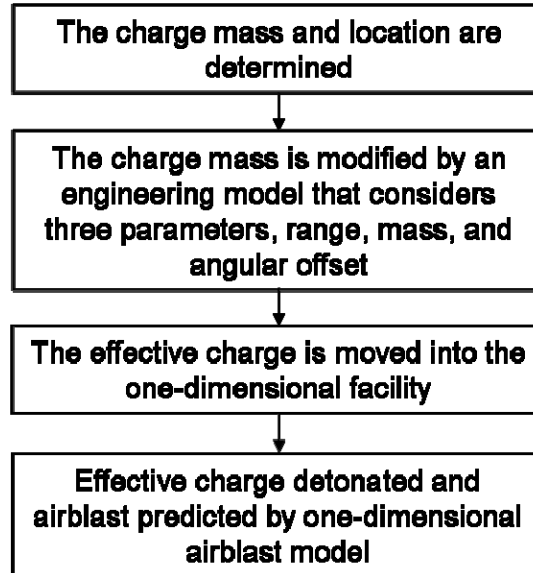 The charge mass and location are
determined
The charge mass is modified by an
engineering model that considers
three parameters, range, mass, and
angular offset
The effective charge is moved into the
one-dimensional facility
Effective charge detonated and
airblast predicted by one-dimensional
airblast model